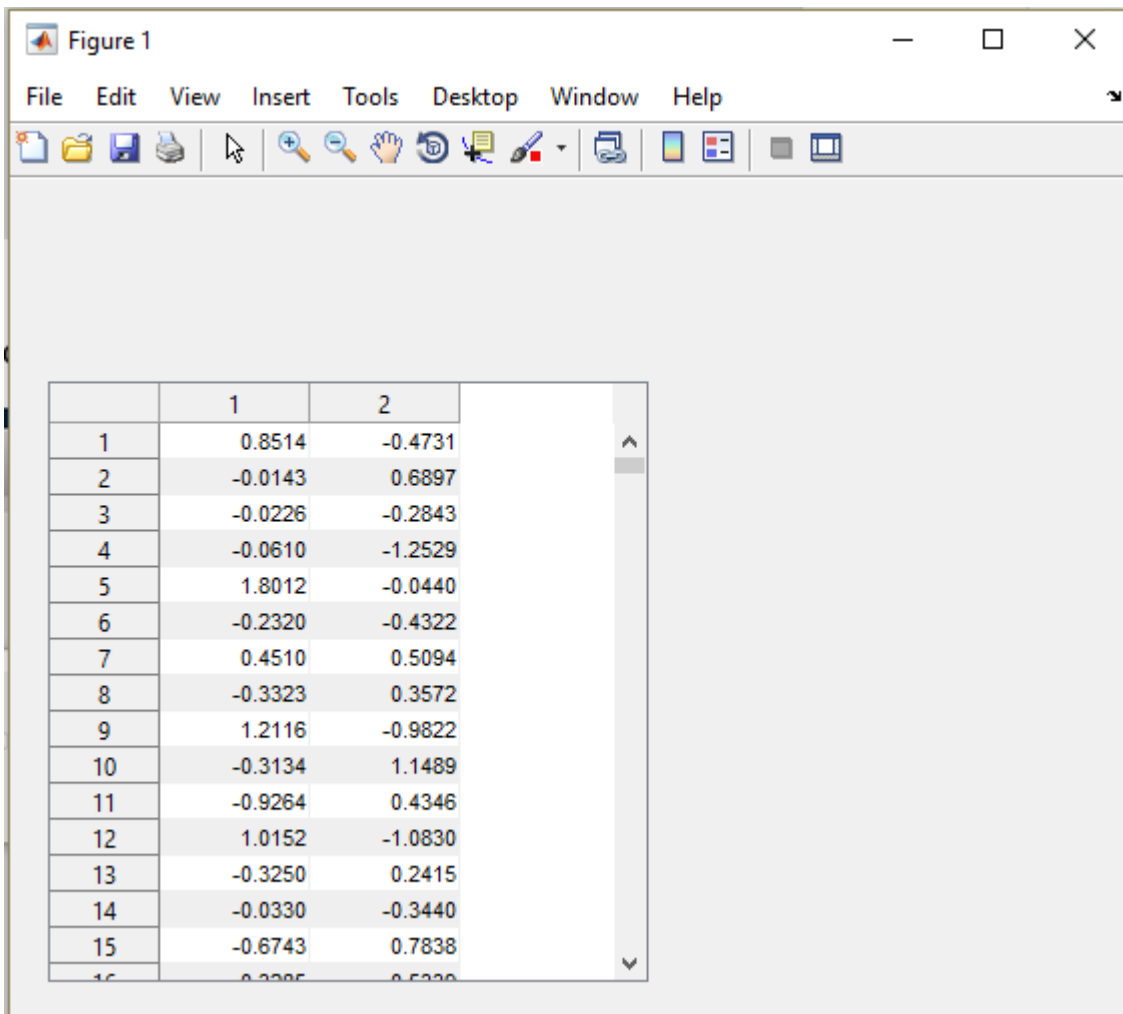 Figure 1
File Edit View Insert Tools Desktop Window Help
1 2
1 0.8514 -0.4731
2 -0.0143 0.6897
3 -0.0226 -0.2843
4 -0.0610 -1.2529
5 1.8012 -0.0440
6 -0.2320 -0.4322
7 0.4510 0.5094
8 -0.3323 0.3572
9 1.2116 -0.9822
10 -0.3134 1.1489
11 -0.9264 0.4346
12 1.0152 -1.0830
13 -0.3250 0.2415
14 -0.0330 -0.3440
15 -0.6743 0.7838